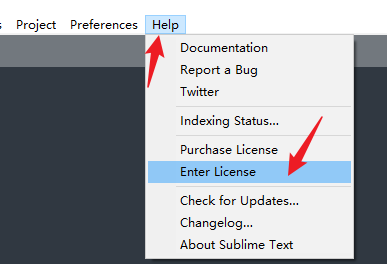 s Project Preferences Help
Documentation
Report a Bug
Twitter
Indexing Status...
Purchase License
Enter License
Check for Updates...
Changelog...
About Sublime Text